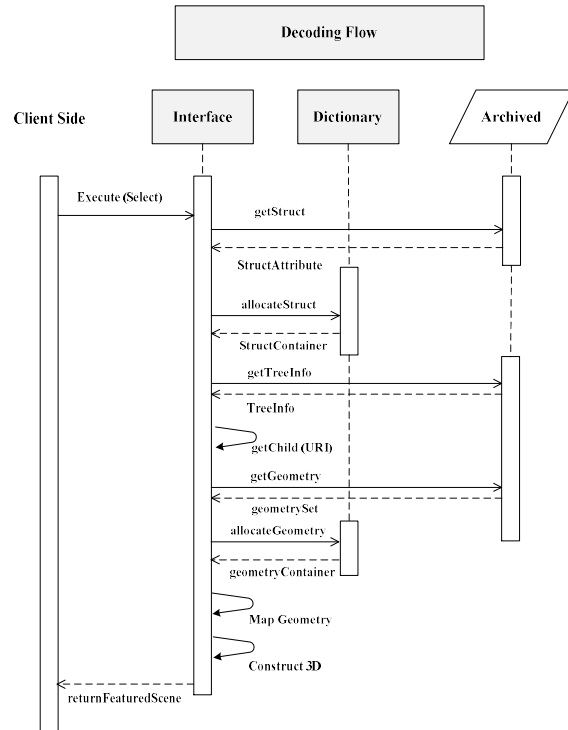 Decoding Flow
Client Side
Interface
Dictionary
Archived
Execute (Select)
getStruct
StructAttribute
allocateStruct
StructContainer
getTreeInfo
TreeInfo
getChild (URI)
getGeometry
geometrySet
allocateGeometry
geometryContainer
Map Geometry
Construct 3D
returnFeaturedScene